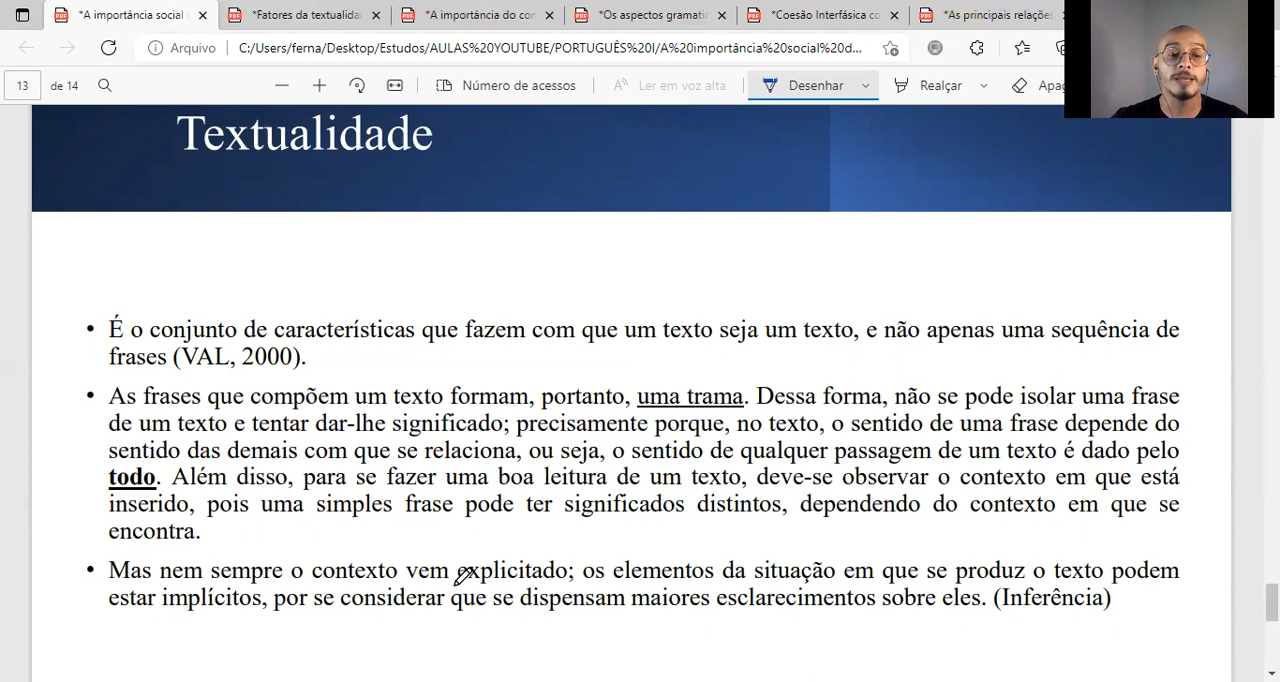 *A importância social
*Fatores da textualida
*A importância do con
*Os aspectos gramatic
*Coesão Interfásica co
*As principais relações
Arquivo
C:/Users/ferna/Desktop/Estudos/AULAS%20YOUTUBE/PORTUGUÊS%20I/A%20importância%20social%20d...
13 de 14
Número de acessos
Ler em voz alta
Desenhar
Realçar
Apag
Textualidade
• É o conjunto de características que fazem com que um texto seja um texto, e não apenas uma sequência de
frases (VAL, 2000).
• As frases que compõem um texto formam, portanto, uma trama. Dessa forma, não se pode isolar uma frase
de um texto e tentar dar-lhe significado; precisamente porque, no texto, o sentido de uma frase depende do
sentido das demais com que se relaciona, ou seja, o sentido de qualquer passagem de um texto é dado pelo
todo. Além disso, para se fazer uma boa leitura de um texto, deve-se observar o contexto em que está
inserido, pois uma simples frase pode ter significados distintos, dependendo do contexto em que se
encontra.
• Mas nem sempre o contexto vem explicitado; os elementos da situação em que se produz o texto podem
estar implícitos, por se considerar que se dispensam maiores esclarecimentos sobre eles. (Inferência)